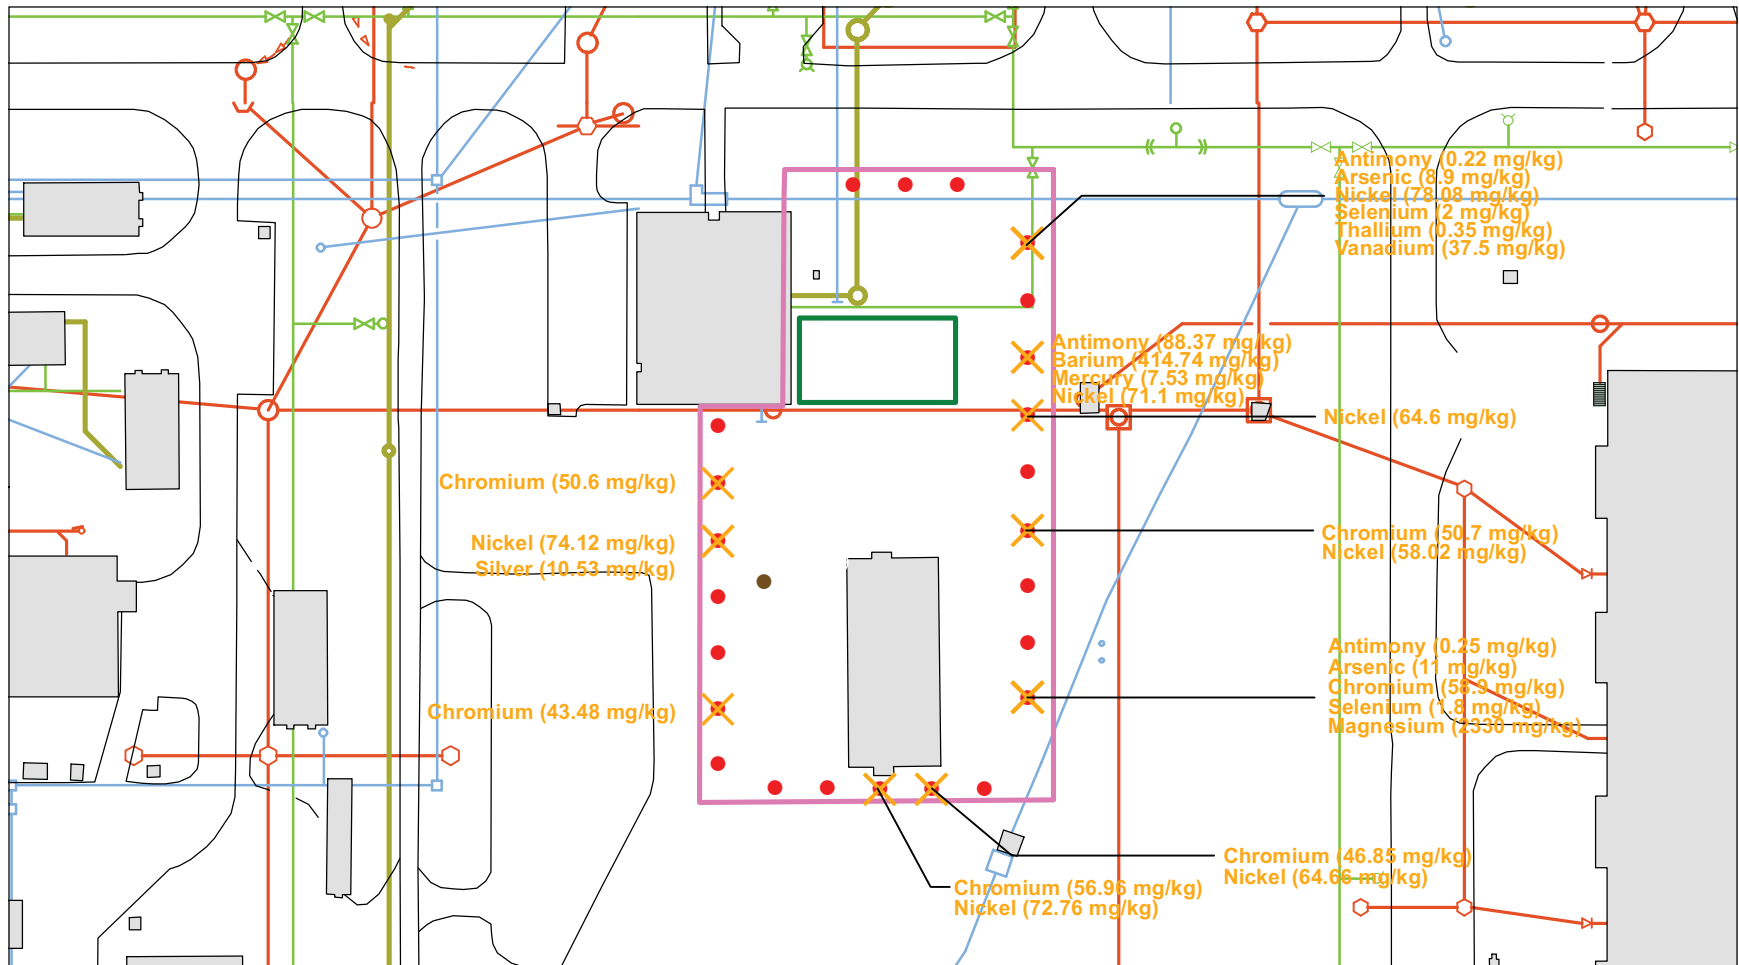 Antimony (0.22 mg/kg)
Arsenic (8.9 mg/kg)
Nickel (78.08 mg/kg)
Selenium (2 mg/kg)
Thallium (0.35 mg/kg)
Vanadium (37.5 mg/kg)
Antimony (88.37 mg/kg)
Barium (414.74 mg/kg)
Mercury (7.53 mg/kg)
Nickel (71.1 mg/kg)
Nickel (64.6 mg/kg)
Chromium (50.6 mg/kg)
Nickel (74.12 mg/kg)
Silver (10.53 mg/kg)
Chromium (50.7 mg/kg)
Nickel (58.02 mg/kg)
Antimony (0.25 mg/kg)
Arsenic (11 mg/kg)
Chromium (58.9 mg/kg)
Selenium (1.8 mg/kg)
Magnesium (2330 mg/kg)
Chromium (43.48 mg/kg)
Chromium (46.85 mg/kg)
Nickel (64.66 mg/kg)
Chromium (56.96 mg/kg)
Nickel (72.76 mg/kg)